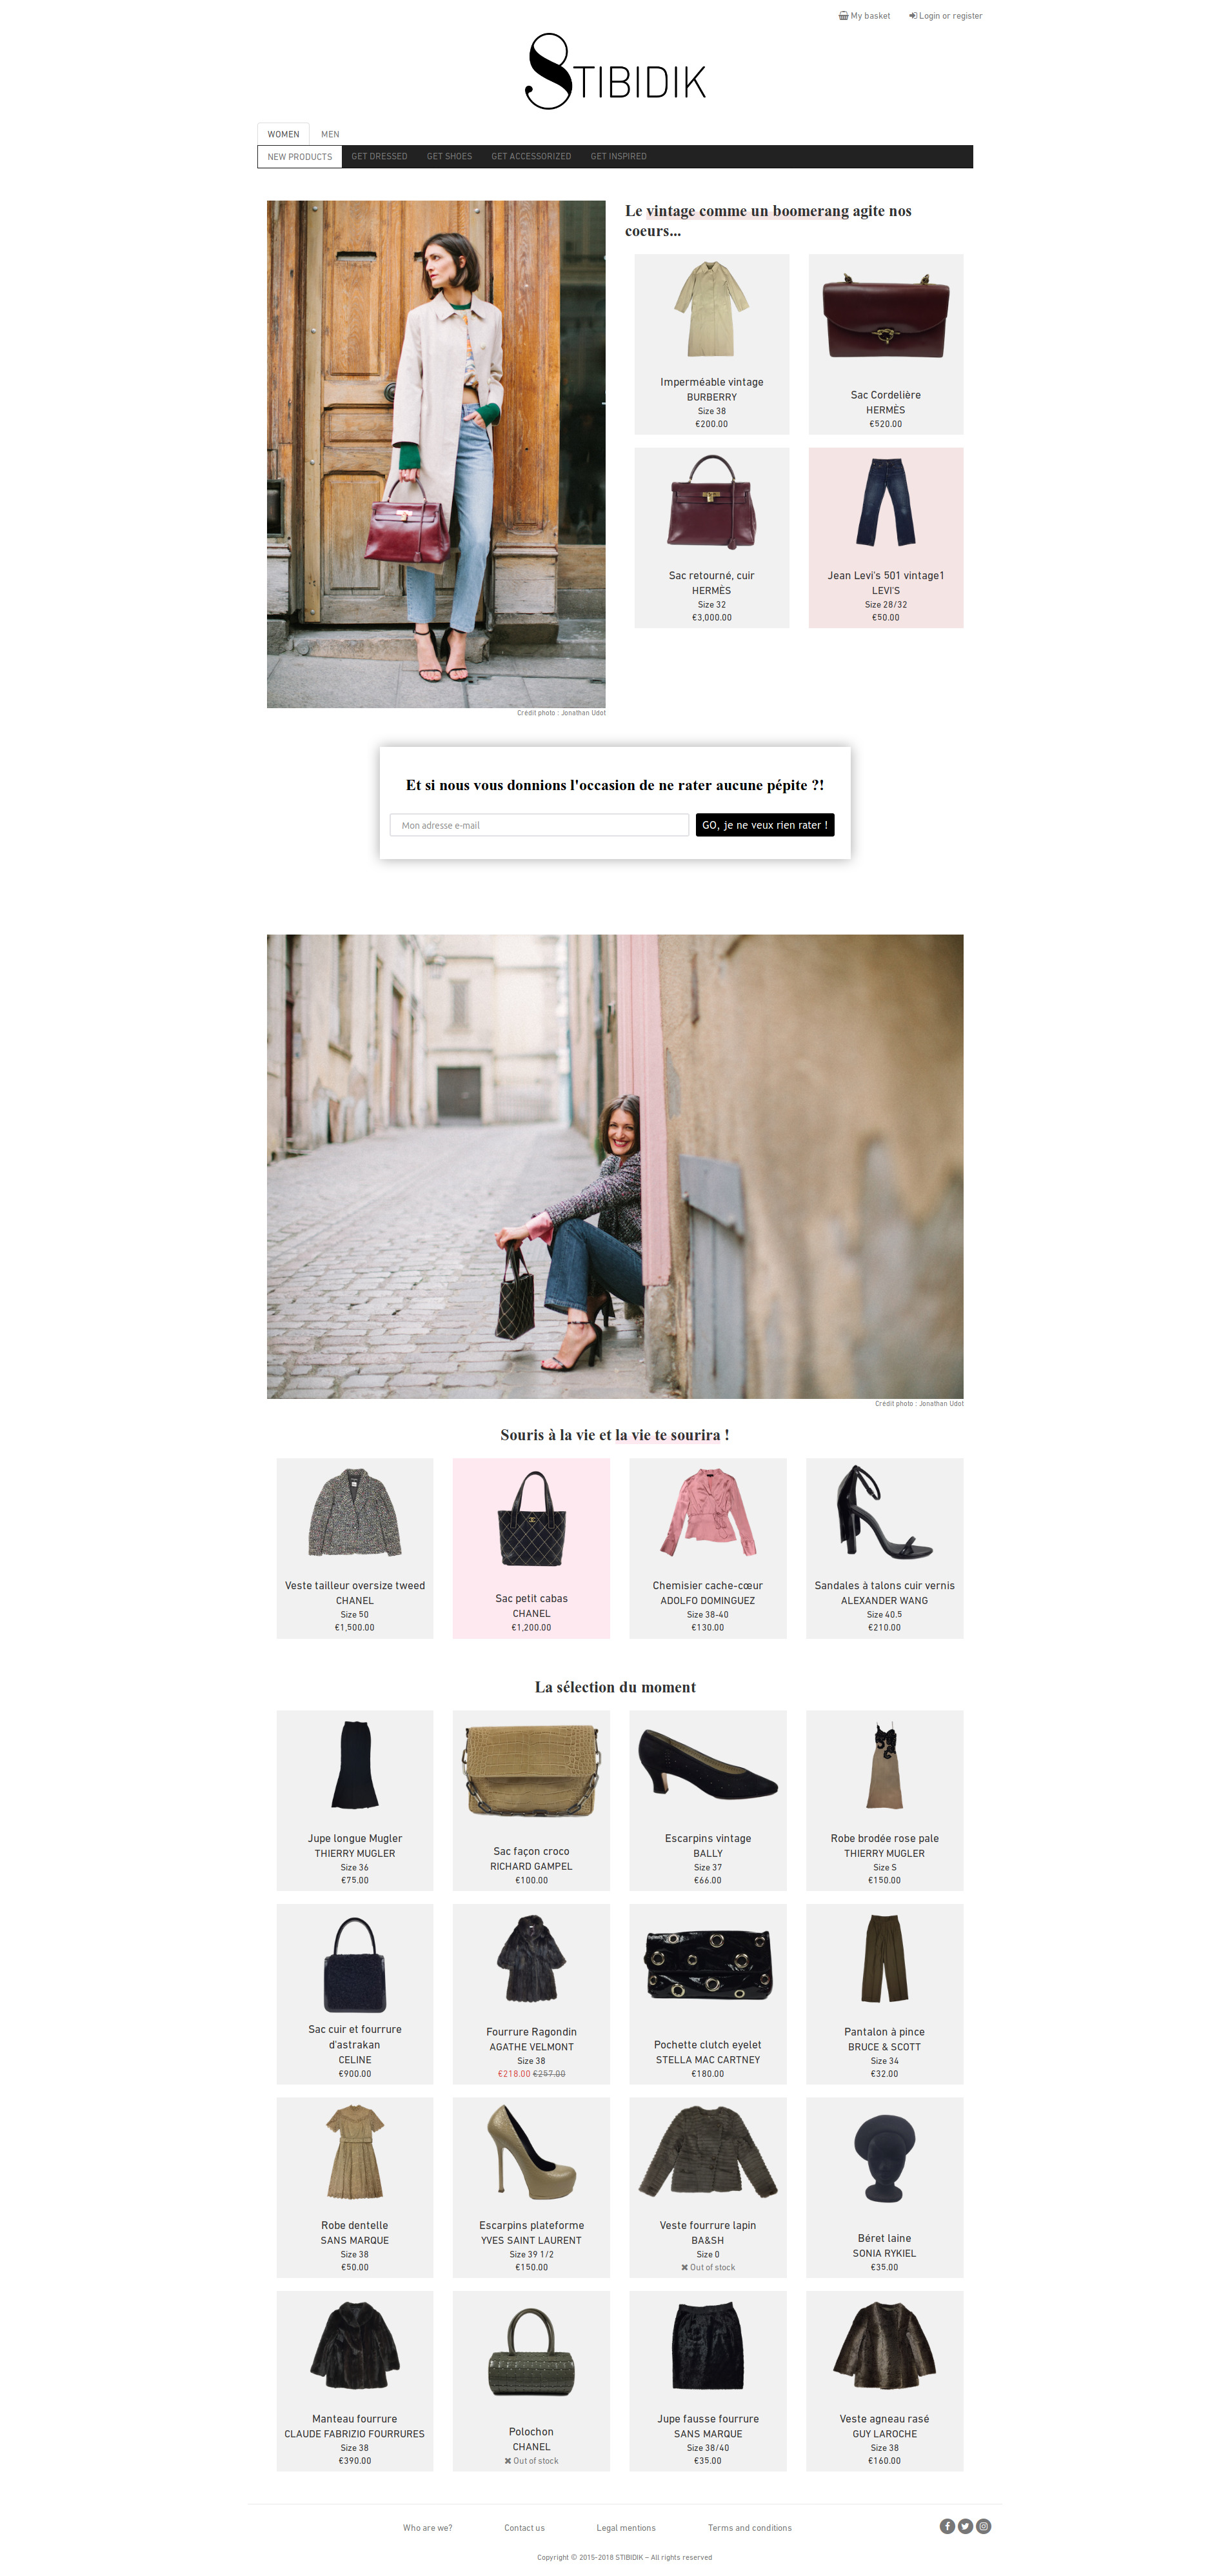 My basket
Login or register
STIBIDIK
WOMEN
MEN
NEW PRODUCTS
GET DRESSED
GET SHOES
GET ACCESSORIZED
GET INSPIRED
Le vintage comme un boomerang agite nos
coeurs...
Imperméable vintage
BURBERRY
Size 38
€200.00
Sac Cordelière
HERMÈS
€520.00
Sac retourné, cuir
HERMÈS
Size 32
€3,000.00
Jean Levi's 501 vintage1
LEVI'S
Size 28/32
€50.00
Crédit photo : Jonathan Udot
Et si nous vous donnions l'occasion de ne rater aucune pépite ?!
Mon adresse e-mail
GO, je ne veux rien rater !
Crédit photo : Jonathan Udot
Souris à la vie et la vie te sourira !
Veste tailleur oversize tweed
CHANEL
Size 50
€1,500.00
Sac petit cabas
CHANEL
€1,200.00
Chemisier cache-cœur
ADOLFO DOMINGUEZ
Size 38-40
€130.00
Sandales à talons cuir vernis
ALEXANDER WANG
Size 40.5
€210.00
La sélection du moment
Jupe longue Mugler
THIERRY MUGLER
Size 36
€75.00
Sac façon croco
RICHARD GAMPEL
€100.00
Escarpins vintage
BALLY
Size 37
€66.00
Robe brodée rose pale
THIERRY MUGLER
Size S
€150.00
Sac cuir et fourrure
d'astrakan
CELINE
€900.00
Fourrure Ragondin
AGATHE VELMONT
Size 38
€218.00 €257.00
Pochette clutch eyelet
STELLA MAC CARTNEY
€180.00
Pantalon à pince
BRUCE & SCOTT
Size 34
€32.00
Robe dentelle
SANS MARQUE
Size 38
€50.00
Escarpins plateforme
YVES SAINT LAURENT
Size 39 1/2
€150.00
Veste fourrure lapin
BA&SH
Size 0
✖ Out of stock
Béret laine
SONIA RYKIEL
€35.00
Manteau fourrure
CLAUDE FABRIZIO FOURRURES
Size 38
€390.00
Polochon
CHANEL
✖ Out of stock
Jupe fausse fourrure
SANS MARQUE
Size 38/40
€35.00
Veste agneau rasé
GUY LAROCHE
Size 38
€160.00
Who are we?
Contact us
Legal mentions
Terms and conditions
Copyright © 2015-2018 STIBIDIK – All rights reserved